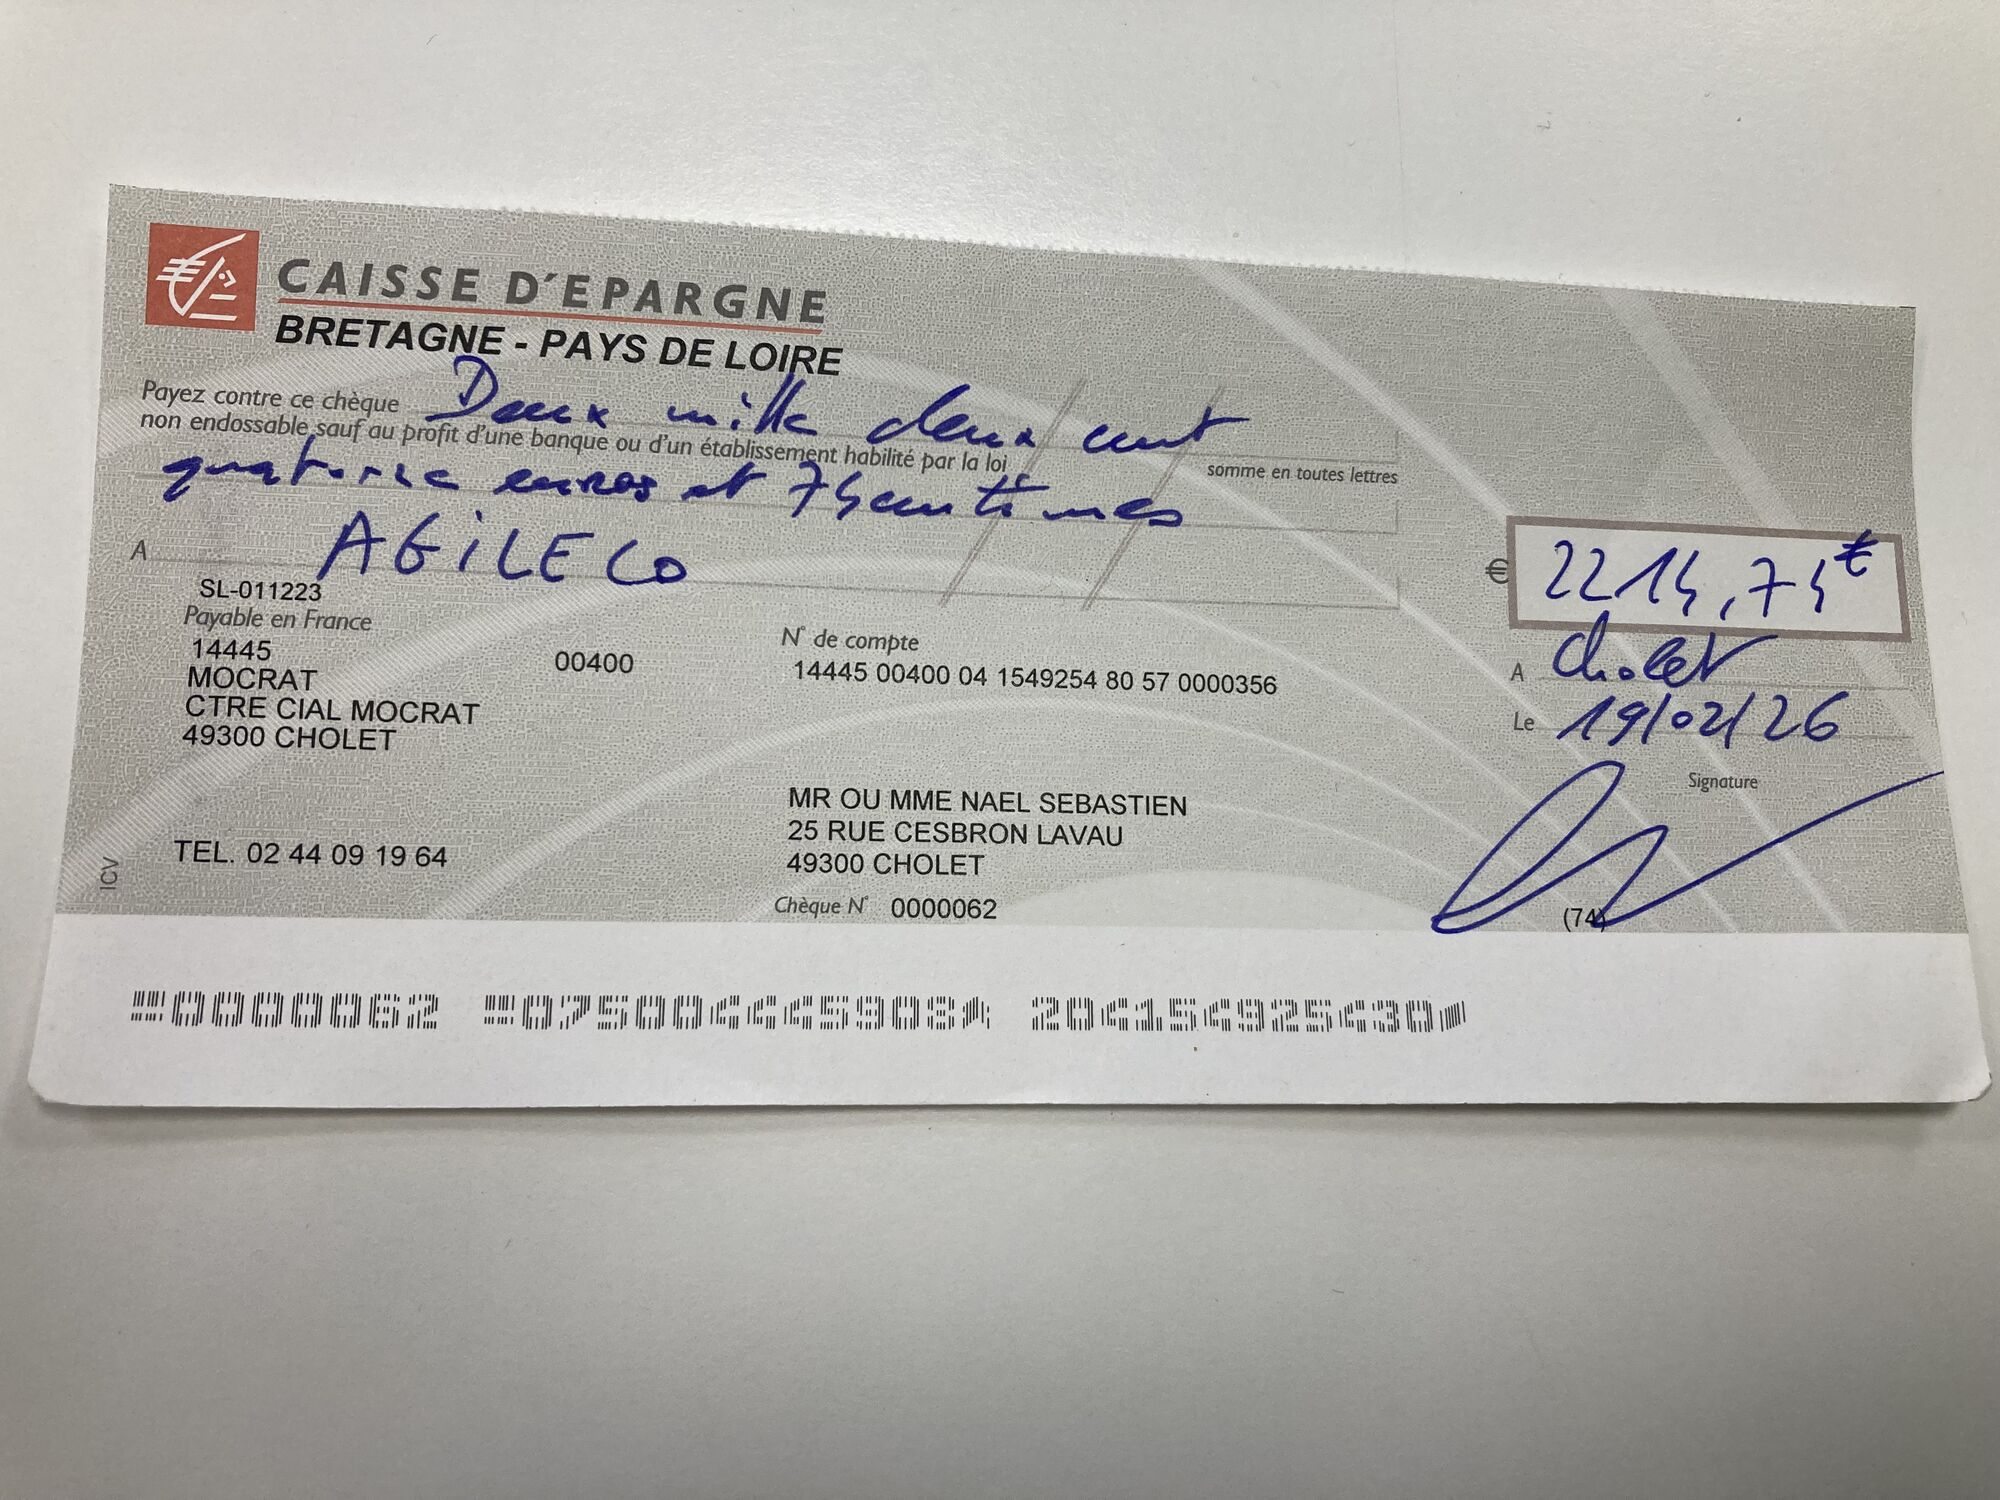 CAISSE D'EPARGNE
BRETAGNE - PAYS DE LOIRE
Payez contre ce chèque Deux mille deux cent
non endossable sauf au profit d'une banque ou d'un établissement habilité par la loi
somme en toutes lettres
quatorze euros et 74 centimes
A AGiLECO
€ 2214,74€
SL-011223
Payable en France
14445 00400
MOCRAT
CTRE CIAL MOCRAT
49300 CHOLET
N° de compte
14445 00400 04 1549254 80 57 0000356
A Cholet
Le 19/02/26
Signature
MR OU MME NAEL SEBASTIEN
25 RUE CESBRON LAVAU
49300 CHOLET
TEL. 02 44 09 19 64
ICV
Chèque N° 0000062
(74)
0000062 0750044445908 204154925430